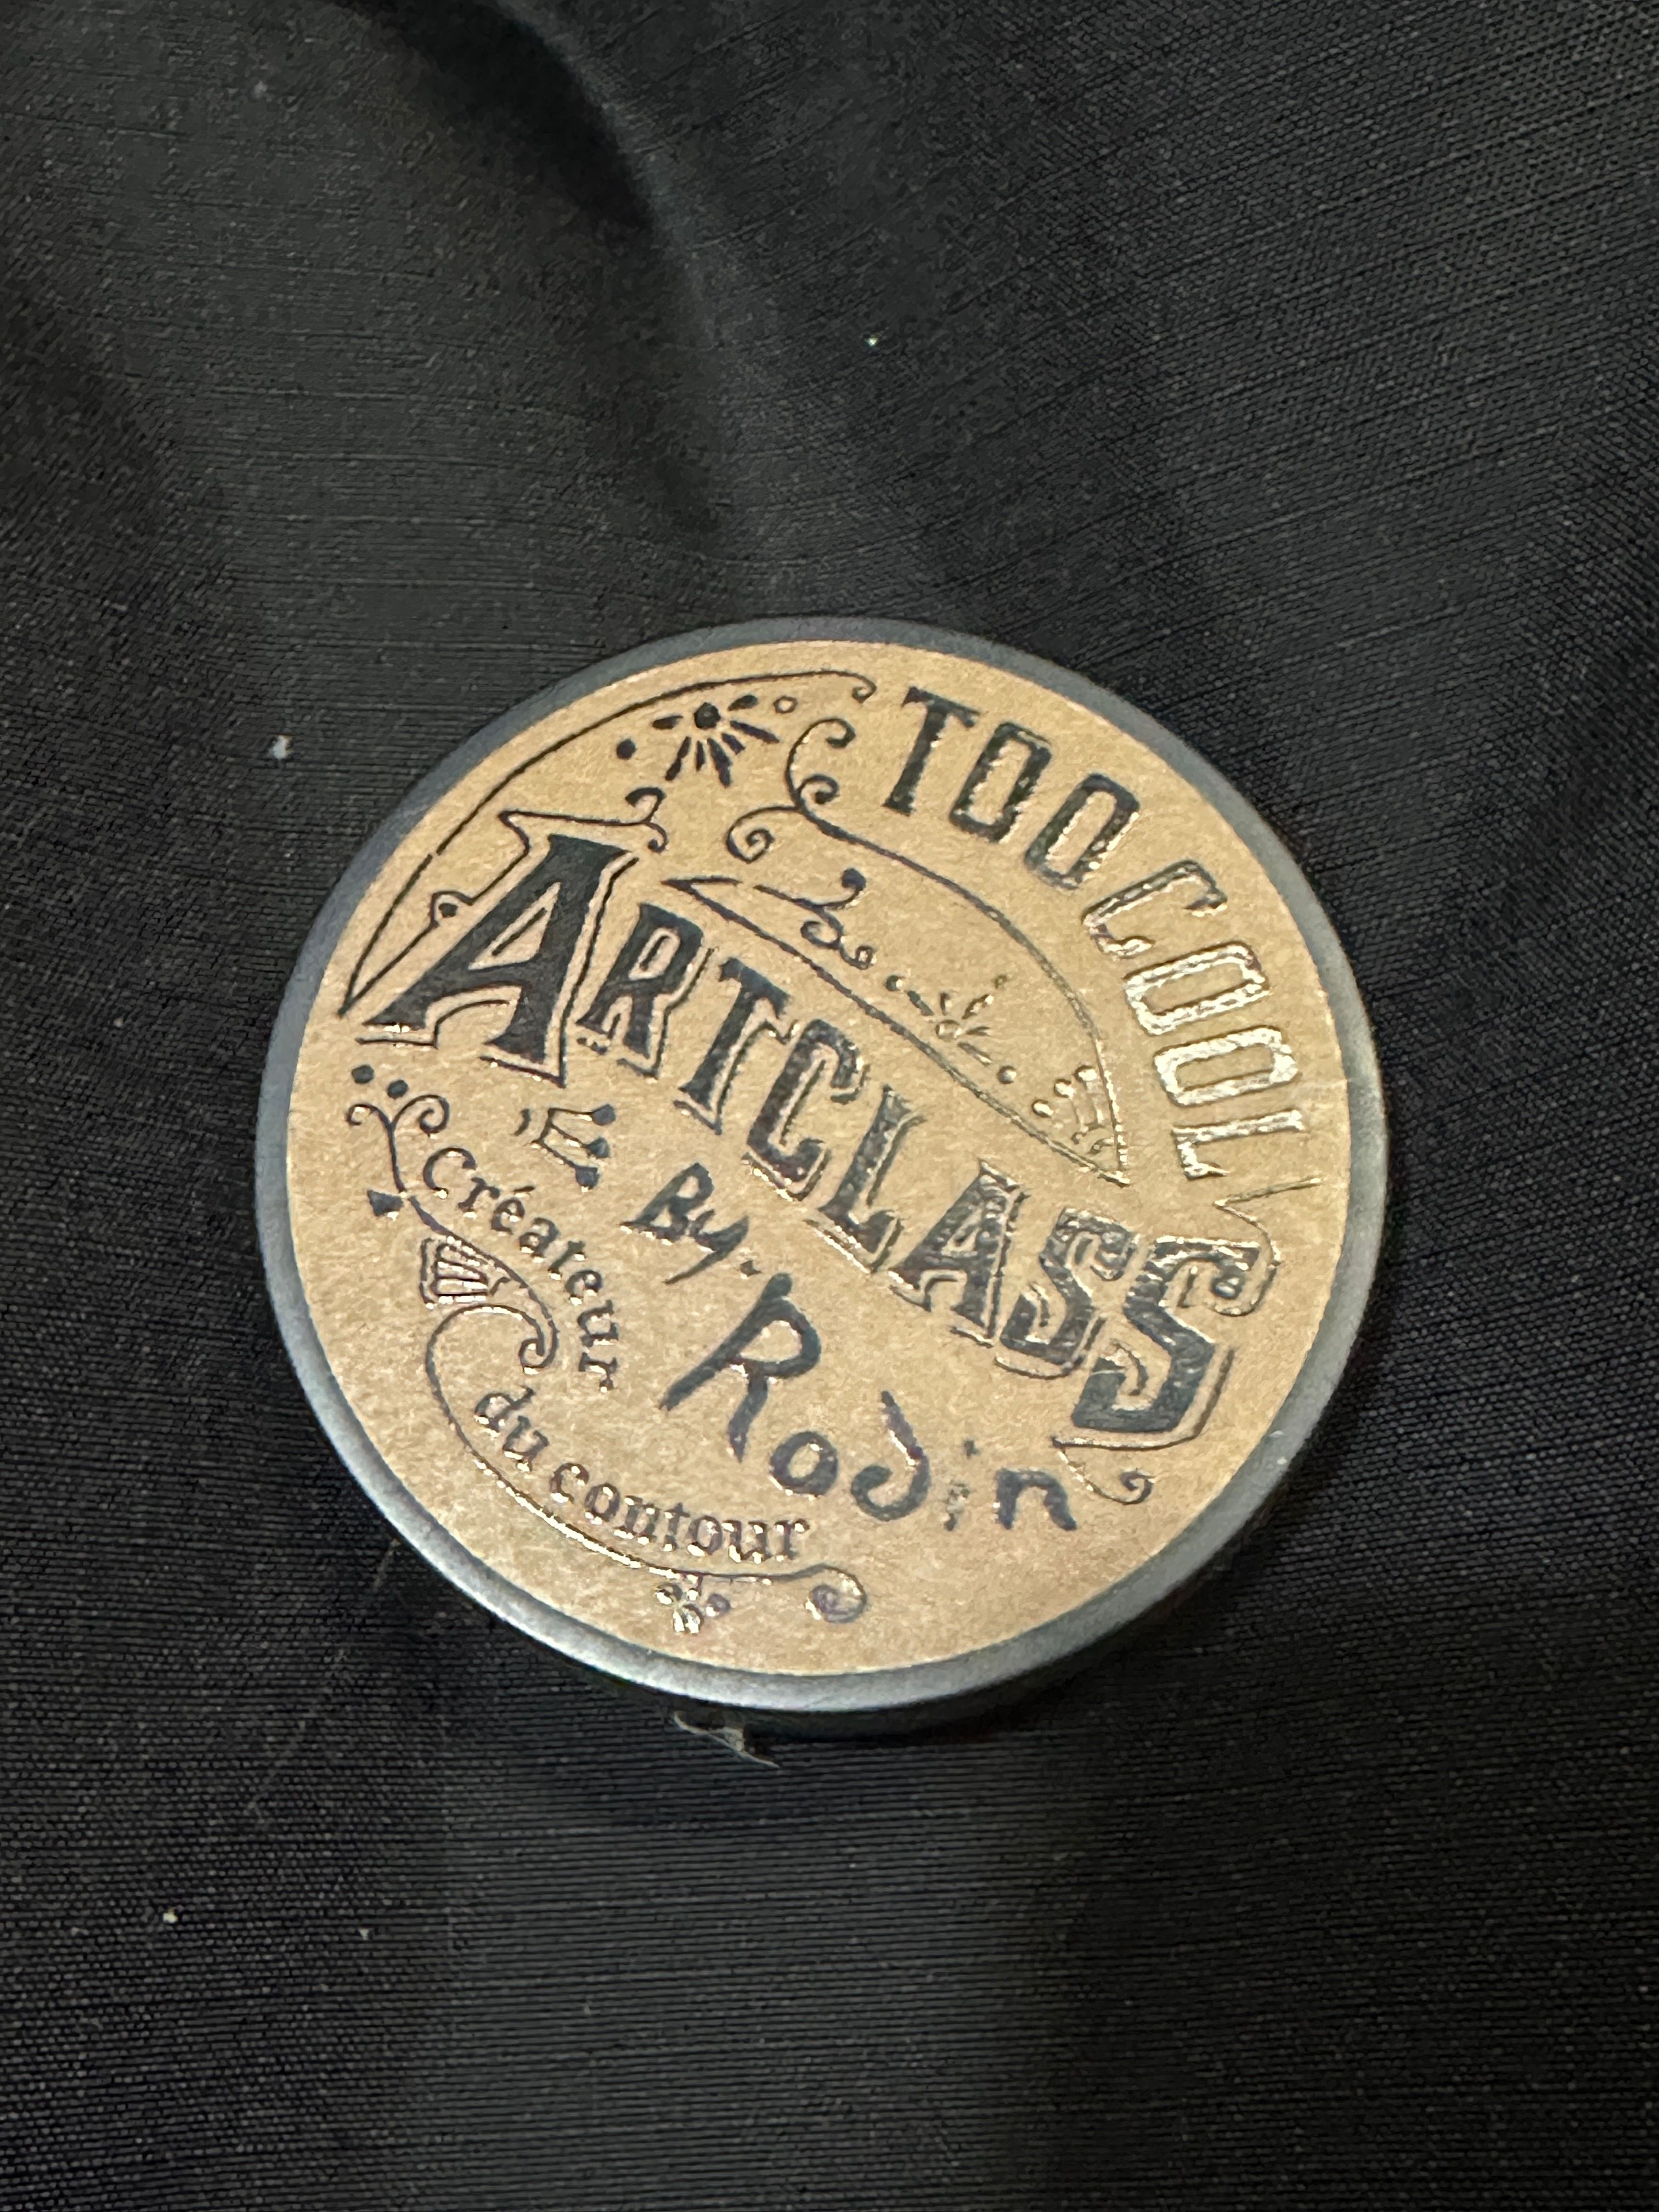 TOO COOL
ARTCLASS
By Rodin
Créateur
du contour